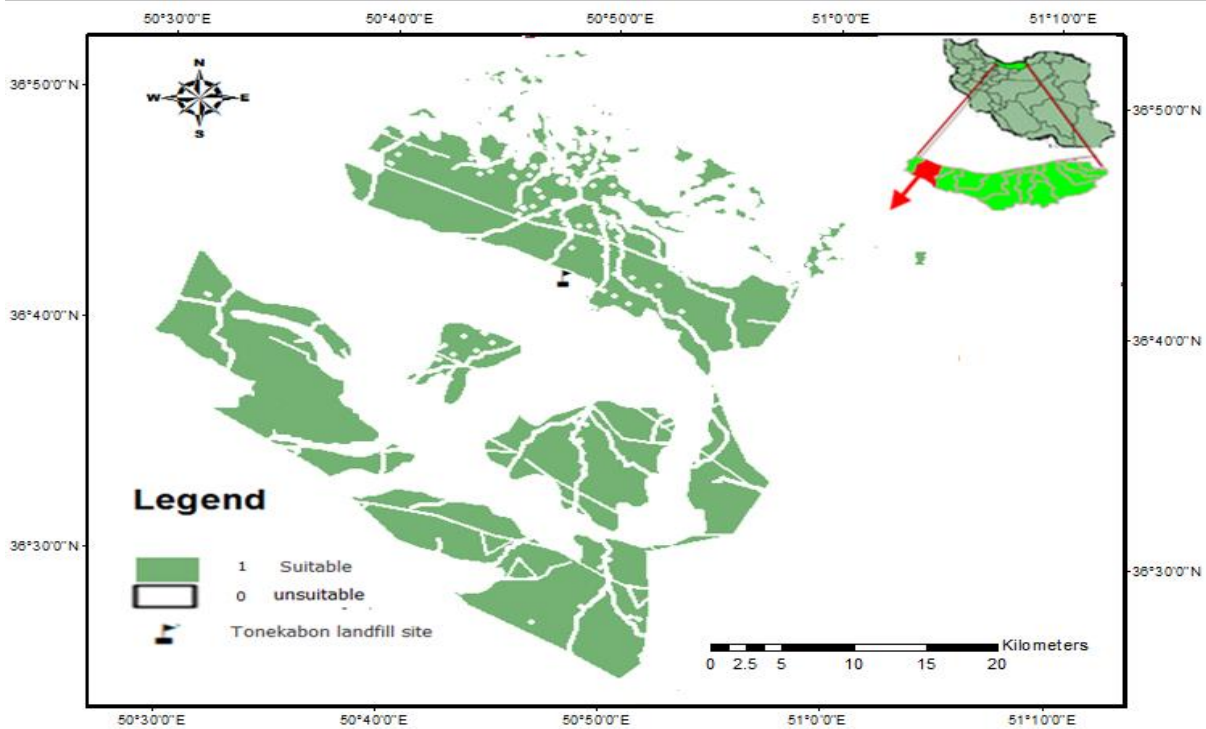 50°30'0"E 50°40'0"E 50°50'0"E 51°0'0"E 51°10'0"E
N
W E
S
36°50'0"N
36°50'0"N
36°40'0"N
36°40'0"N
36°30'0"N
36°30'0"N
Legend
1 Suitable
0 unsuitable
Tonekabon landfill site
Kilometers
0 2.5 5 10 15 20
50°30'0"E 50°40'0"E 50°50'0"E 51°0'0"E 51°10'0"E